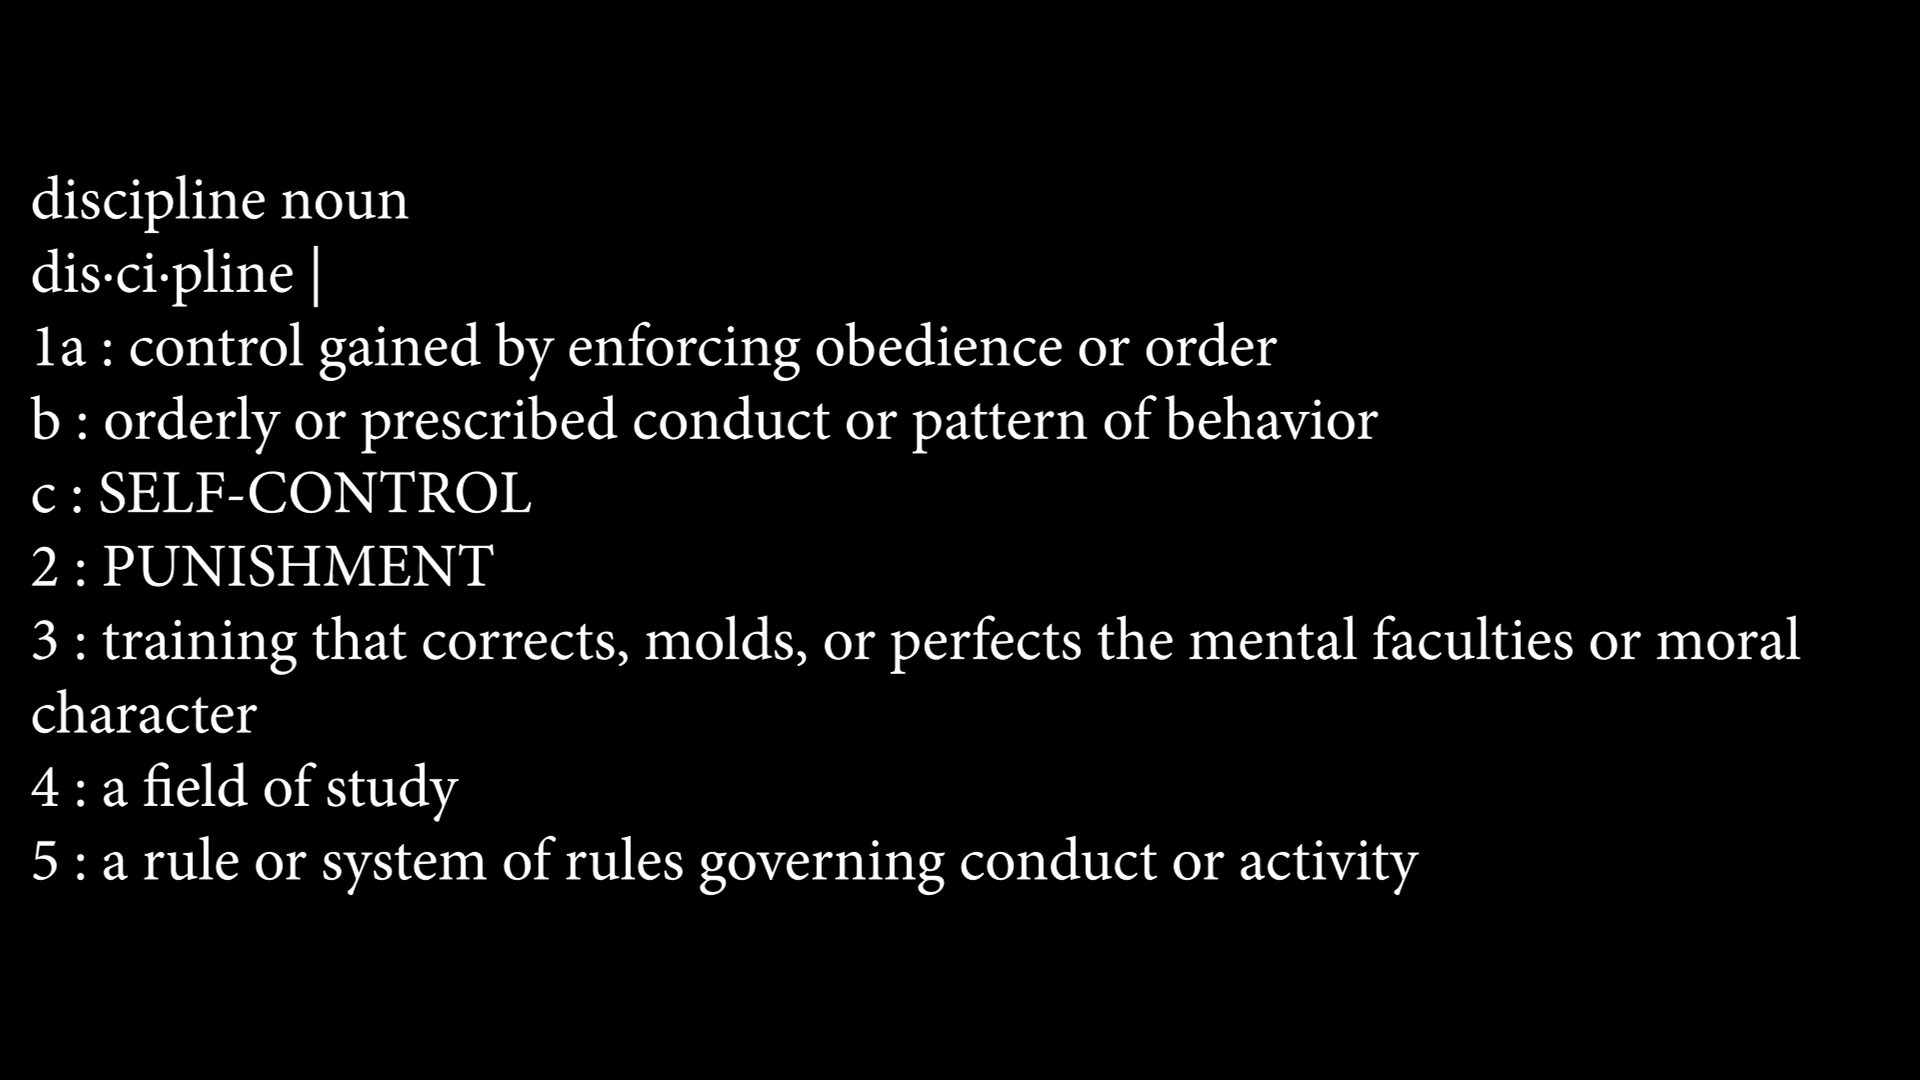 discipline noun
dis·ci·pline |
1a : control gained by enforcing obedience or order
b : orderly or prescribed conduct or pattern of behavior
c : SELF-CONTROL
2 : PUNISHMENT
3 : training that corrects, molds, or perfects the mental faculties or moral
character
4 : a field of study
5 : a rule or system of rules governing conduct or activity